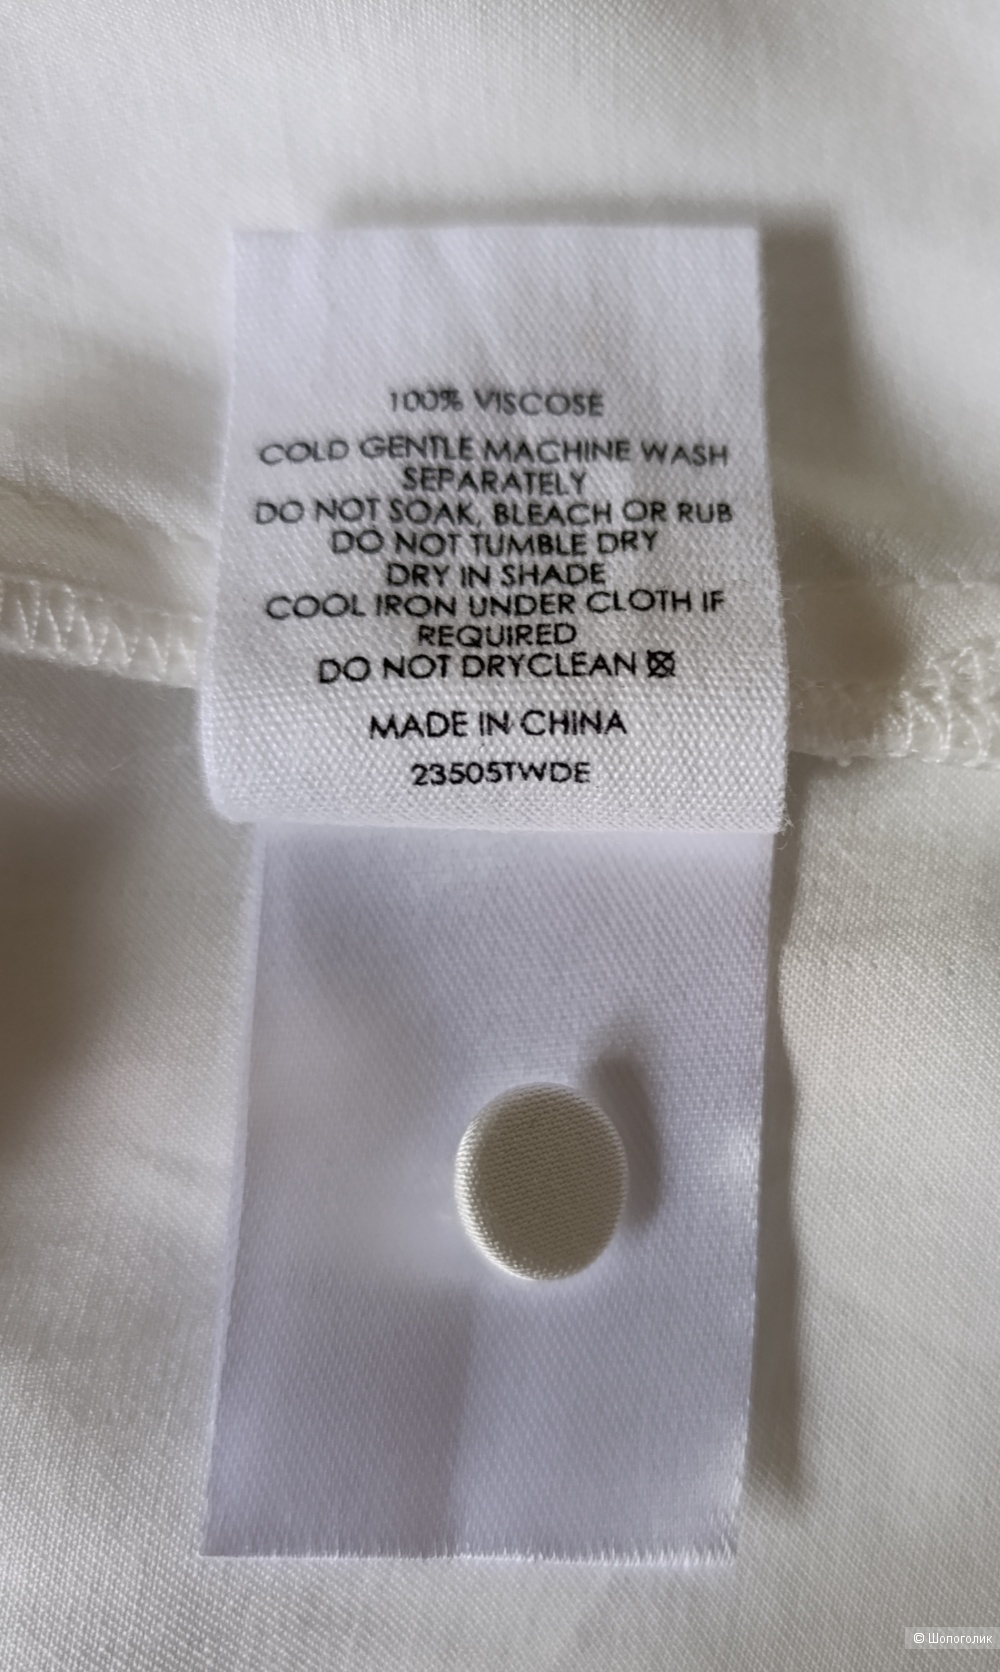 100% VISCOSE
COLD GENTLE MACHINE WASH
SEPARATELY
DO NOT SOAK, BLEACH OR RUB
DO NOT TUMBLE DRY
DRY IN SHADE
COOL IRON UNDER CLOTH IF
REQUIRED
DO NOT DRYCLEAN
MADE IN CHINA
23505TWDE
© Шопоголик